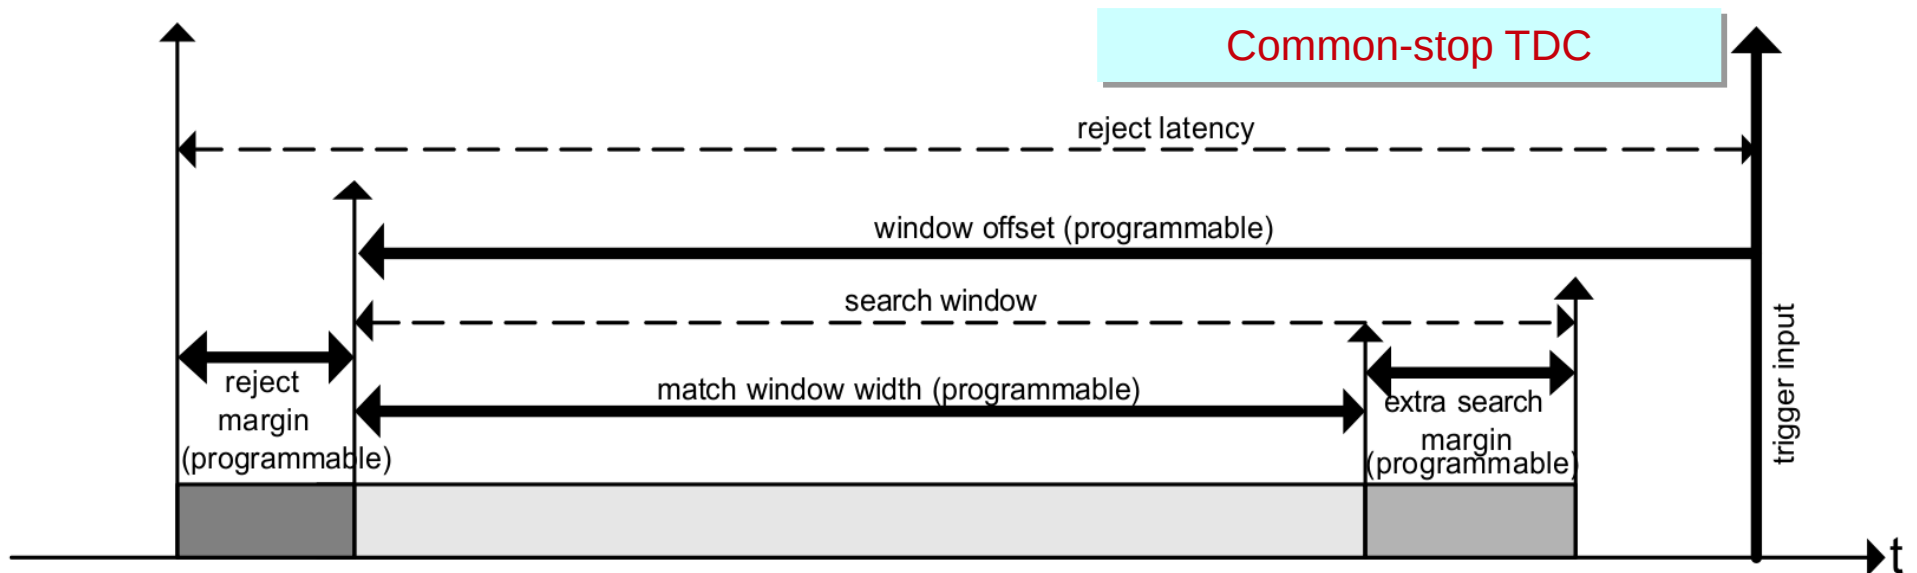 Common-stop TDC
reject latency
window offset (programmable)
search window
match window width (programmable)
reject
margin
(programmable)
extra search
margin
(programmable)
trigger input
t